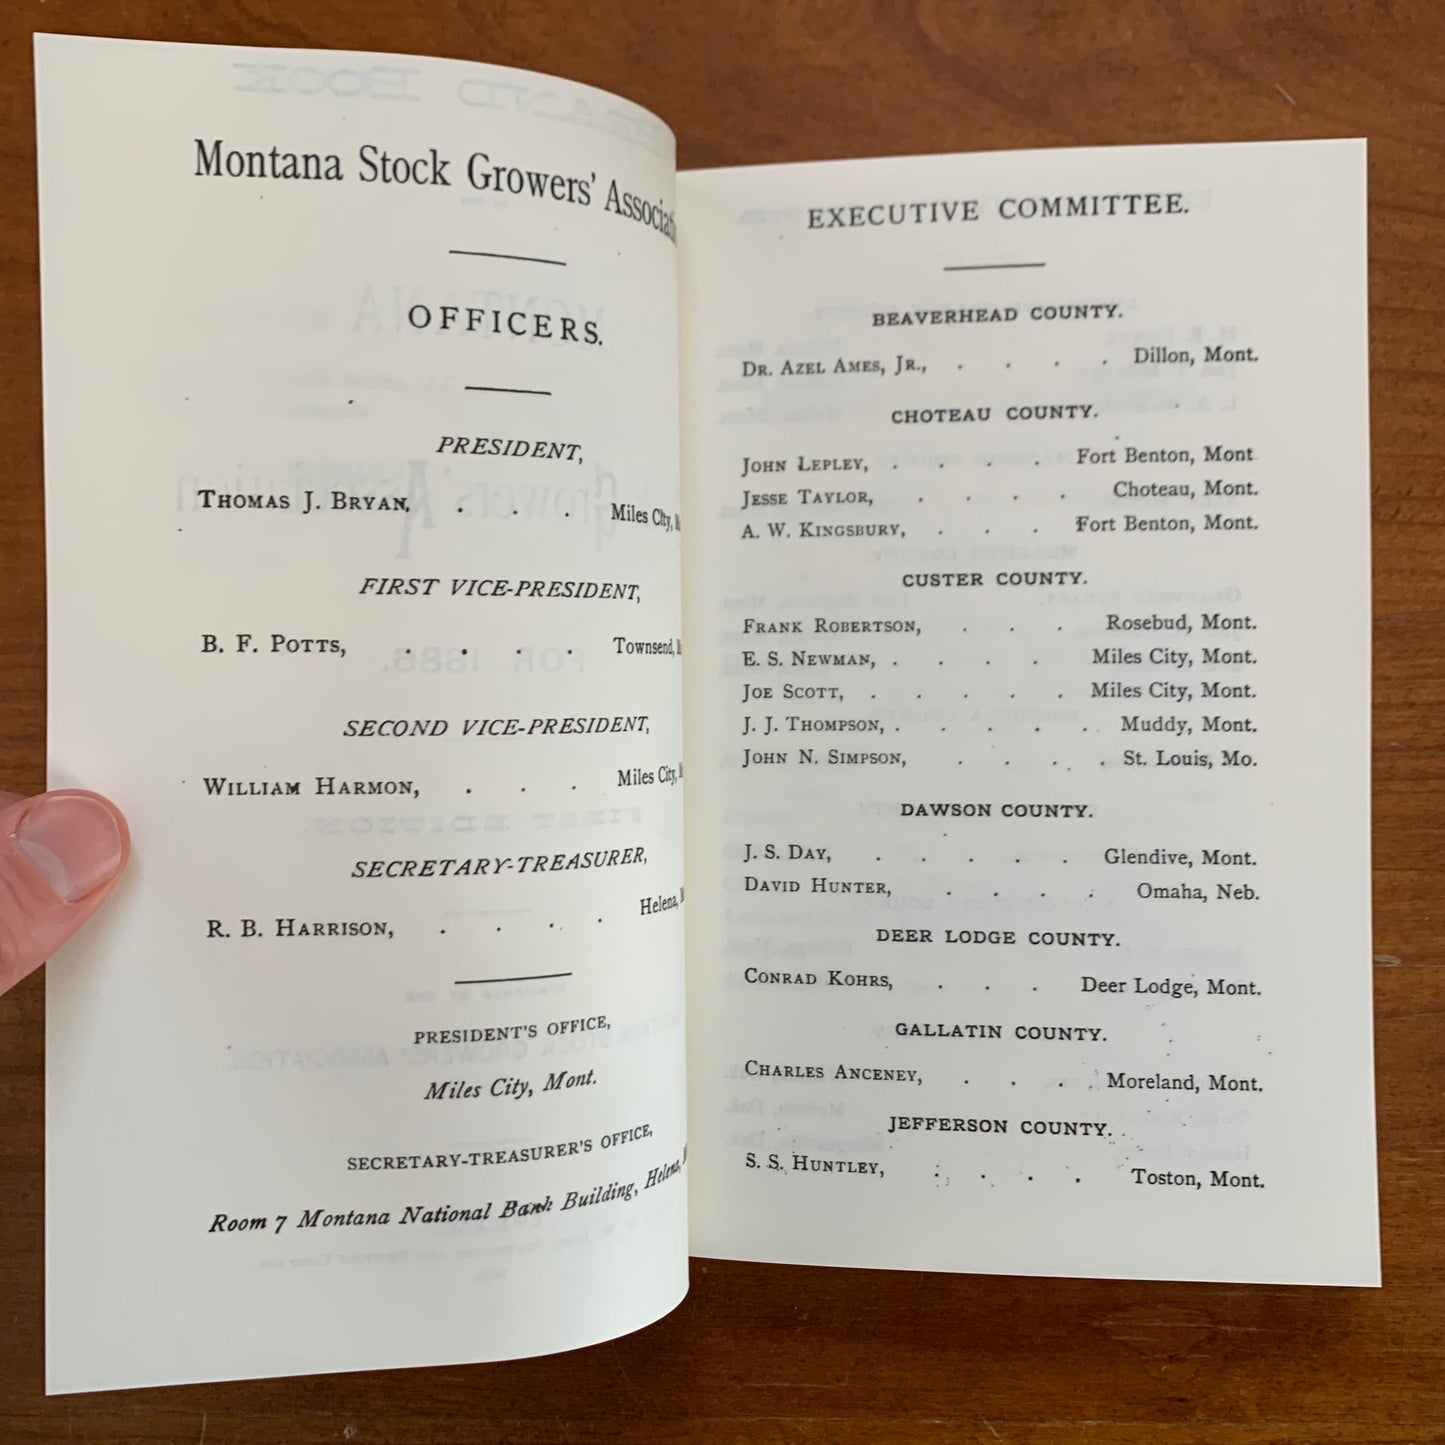 Montana Stock Growers'
OFFICERS.
PRESIDENT,
THOMAS J. BRYAN, . . . Miles City,
FIRST VICE-PRESIDENT,
B. F. POTTS, . . . . Townsend,
SECOND VICE-PRESIDENT,
WILLIAM HARMON, . . . Miles City,
SECRETARY-TREASURER,
R. B. HARRISON, . . . . Helena,
PRESIDENT'S OFFICE,
Miles City, Mont.
SECRETARY-TREASURER'S OFFICE,
Room 7 Montana National Bank Building, Helena,
EXECUTIVE COMMITTEE.
BEAVERHEAD COUNTY.
DR. AZEL AMES, JR., . . . . Dillon, Mont.
CHOTEAU COUNTY.
JOHN LEPLEY, . . . . Fort Benton, Mont
JESSE TAYLOR, . . . . Choteau, Mont.
A. W. KINGSBURY, . . . Fort Benton, Mont.
CUSTER COUNTY.
FRANK ROBERTSON, . . . Rosebud, Mont.
E. S. NEWMAN, . . . . Miles City, Mont.
JOE SCOTT, . . . . . Miles City, Mont.
J. J. THOMPSON, . . . . . Muddy, Mont.
JOHN N. SIMPSON, . . . . St. Louis, Mo.
DAWSON COUNTY.
J. S. DAY, . . . . . Glendive, Mont.
DAVID HUNTER, . . . . Omaha, Neb.
DEER LODGE COUNTY.
CONRAD KOHRS, . . . Deer Lodge, Mont.
GALLATIN COUNTY.
CHARLES ANCENEY, . . . . Moreland, Mont.
JEFFERSON COUNTY.
S. S. HUNTLEY, . . . . Toston, Mont.